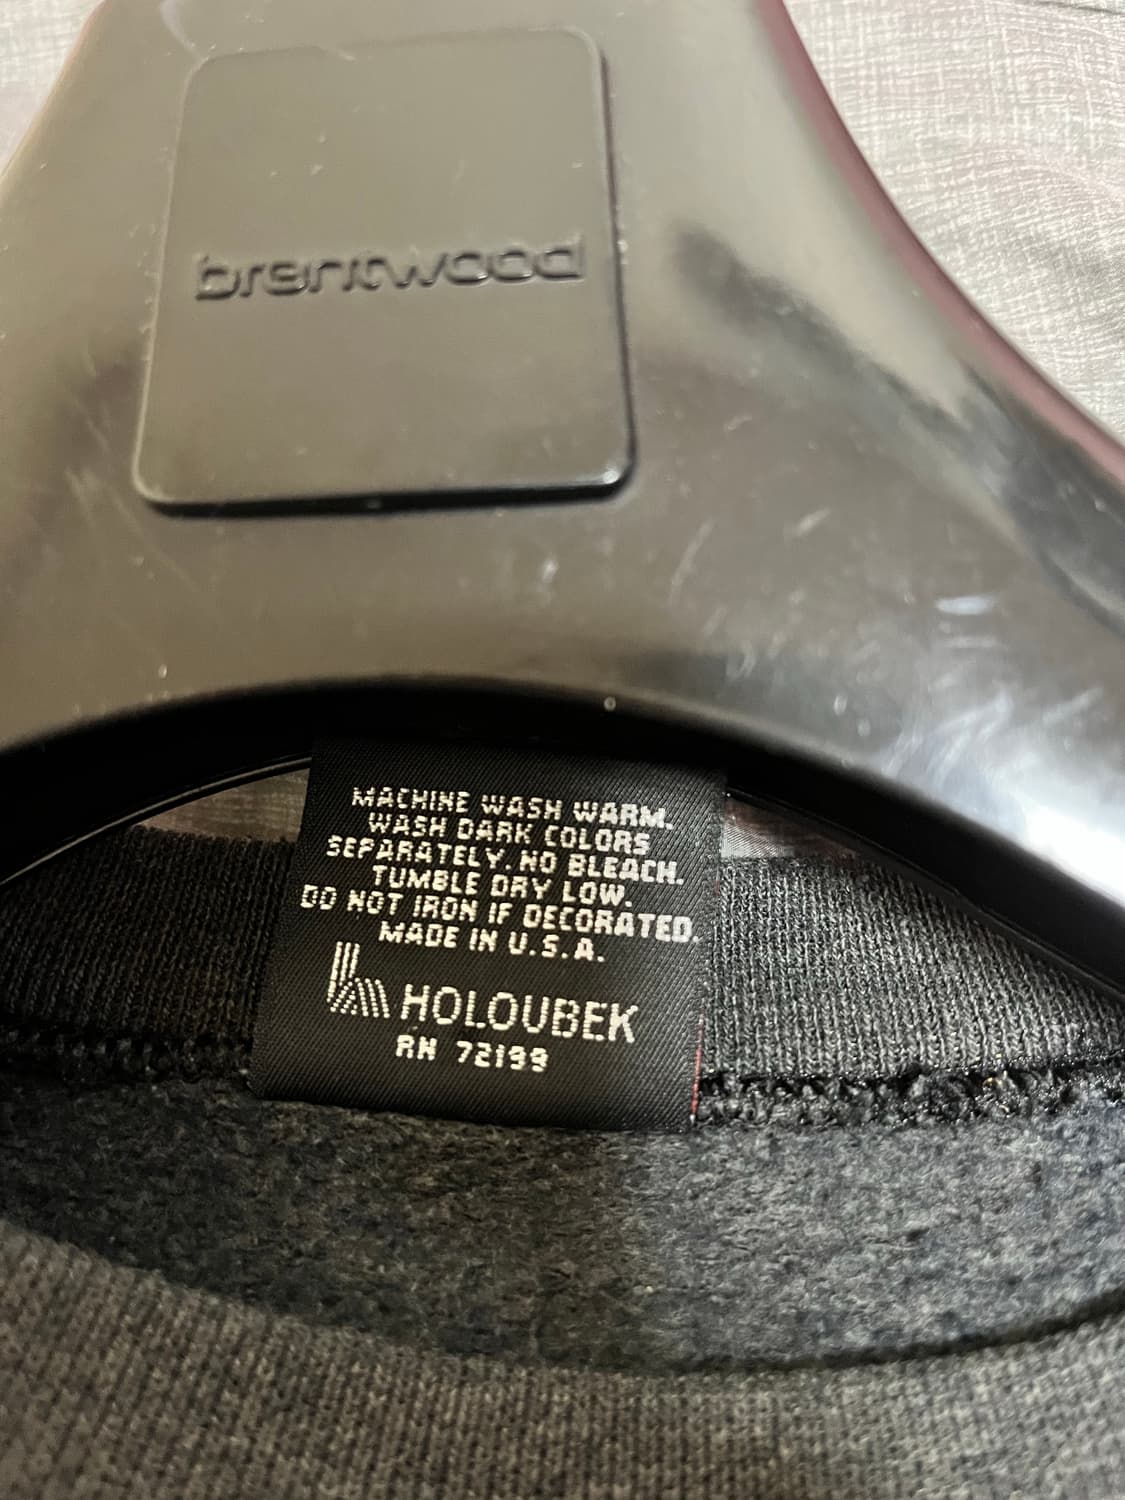 brentwood
MACHINE WASH WARM.
WASH DARK COLORS
SEPARATELY. NO BLEACH.
TUMBLE DRY LOW.
DO NOT IRON IF DECORATED.
MADE IN U.S.A.
HOLOUBEK
RN 72199